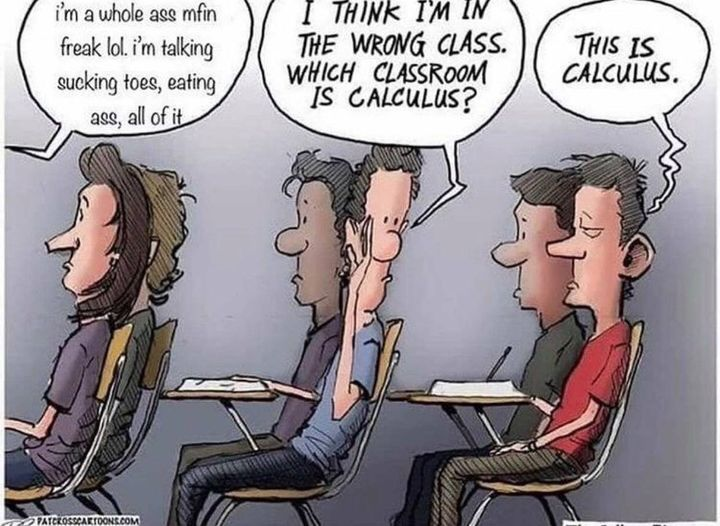 i'm a whole ass mfin
freak lol. i'm talking
sucking toes, eating
ass, all of it
I THINK I'M IN
THE WRONG CLASS.
WHICH CLASSROOM
IS CALCULUS?
THIS IS
CALCULUS.
PATCROSSCARTOONS.COM